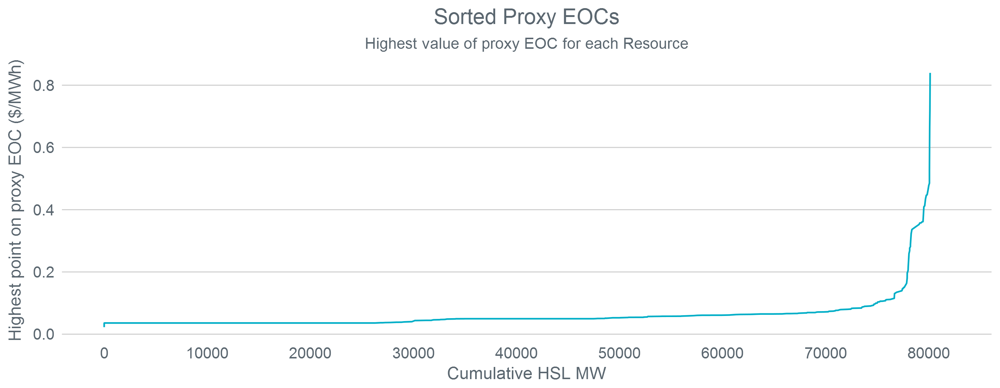 Sorted Proxy EOCs
Highest value of proxy EOC for each Resource
Highest point on proxy EOC ($/MWh)
0.8
0.6
0.4
0.2
0.0
0 10000 20000 30000 40000 50000 60000 70000 80000
Cumulative HSL MW